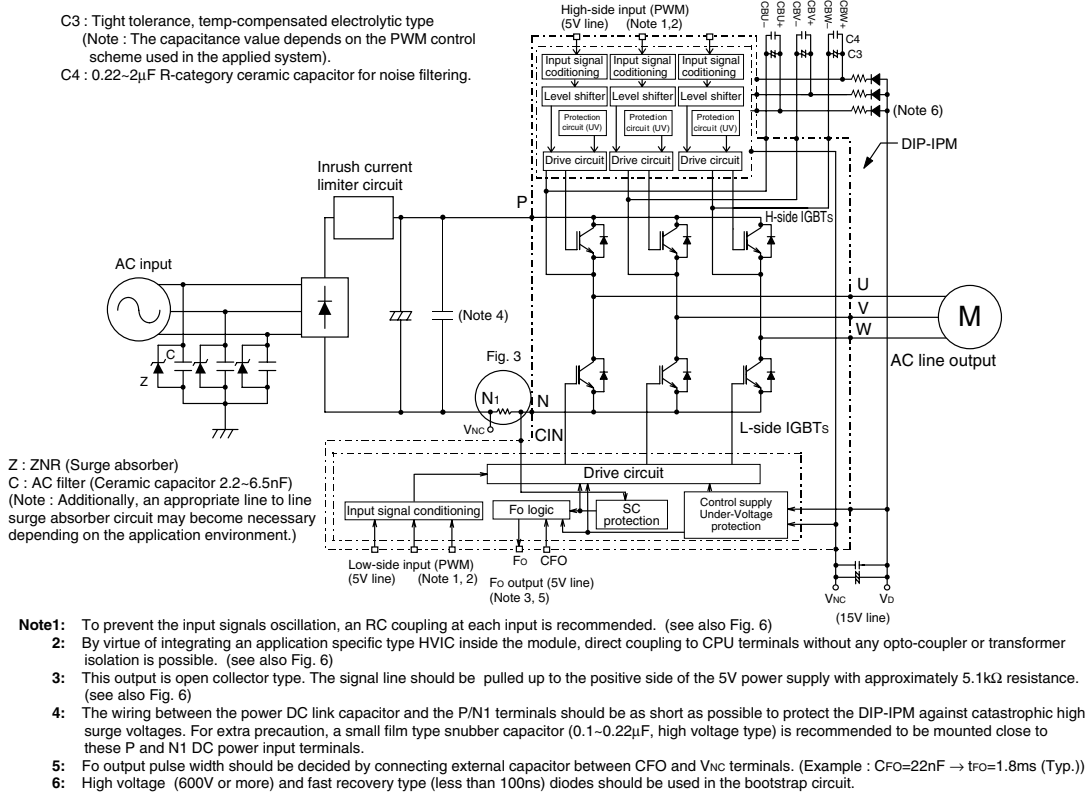 C3 : Tight tolerance, temp-compensated electrolytic type
(Note : The capacitance value depends on the PWM control
scheme used in the applied system).
C4 : 0.22~2μF R-category ceramic capacitor for noise filtering.
High-side input (PWM)
(5V line) (Note 1,2)
CBU–
CBU+
CBV–
CBV+
CBW–
CBW+
C4
C3
Input signal coditioning
Input signal coditioning
Input signal coditioning
Level shifter
Level shifter
Level shifter
Protection circuit (UV)
Protection circuit (UV)
Protection circuit (UV)
Drive circuit
Drive circuit
Drive circuit
(Note 6)
DIP-IPM
Inrush current
limiter circuit
P
H-side IGBTs
AC input
U
V
W
M
AC line output
(Note 4)
C
Z
Fig. 3
N1
N
VNC
CIN
L-side IGBTs
Z : ZNR (Surge absorber)
C : AC filter (Ceramic capacitor 2.2~6.5nF)
(Note : Additionally, an appropriate line to line
surge absorber circuit may become necessary
depending on the application environment.)
Drive circuit
Input signal conditioning
Fo logic
SC
protection
Control supply
Under-Voltage
protection
Low-side input (PWM)
(5V line) (Note 1, 2)
FO
CFO
FO output (5V line)
(Note 3, 5)
VNC
VD
(15V line)
Note1: To prevent the input signals oscillation, an RC coupling at each input is recommended. (see also Fig. 6)
2: By virtue of integrating an application specific type HVIC inside the module, direct coupling to CPU terminals without any opto-coupler or transformer
isolation is possible. (see also Fig. 6)
3: This output is open collector type. The signal line should be pulled up to the positive side of the 5V power supply with approximately 5.1kΩ resistance.
(see also Fig. 6)
4: The wiring between the power DC link capacitor and the P/N1 terminals should be as short as possible to protect the DIP-IPM against catastrophic high
surge voltages. For extra precaution, a small film type snubber capacitor (0.1~0.22μF, high voltage type) is recommended to be mounted close to
these P and N1 DC power input terminals.
5: Fo output pulse width should be decided by connecting external capacitor between CFO and VNC terminals. (Example : CFO=22nF → tFO=1.8ms (Typ.))
6: High voltage (600V or more) and fast recovery type (less than 100ns) diodes should be used in the bootstrap circuit.